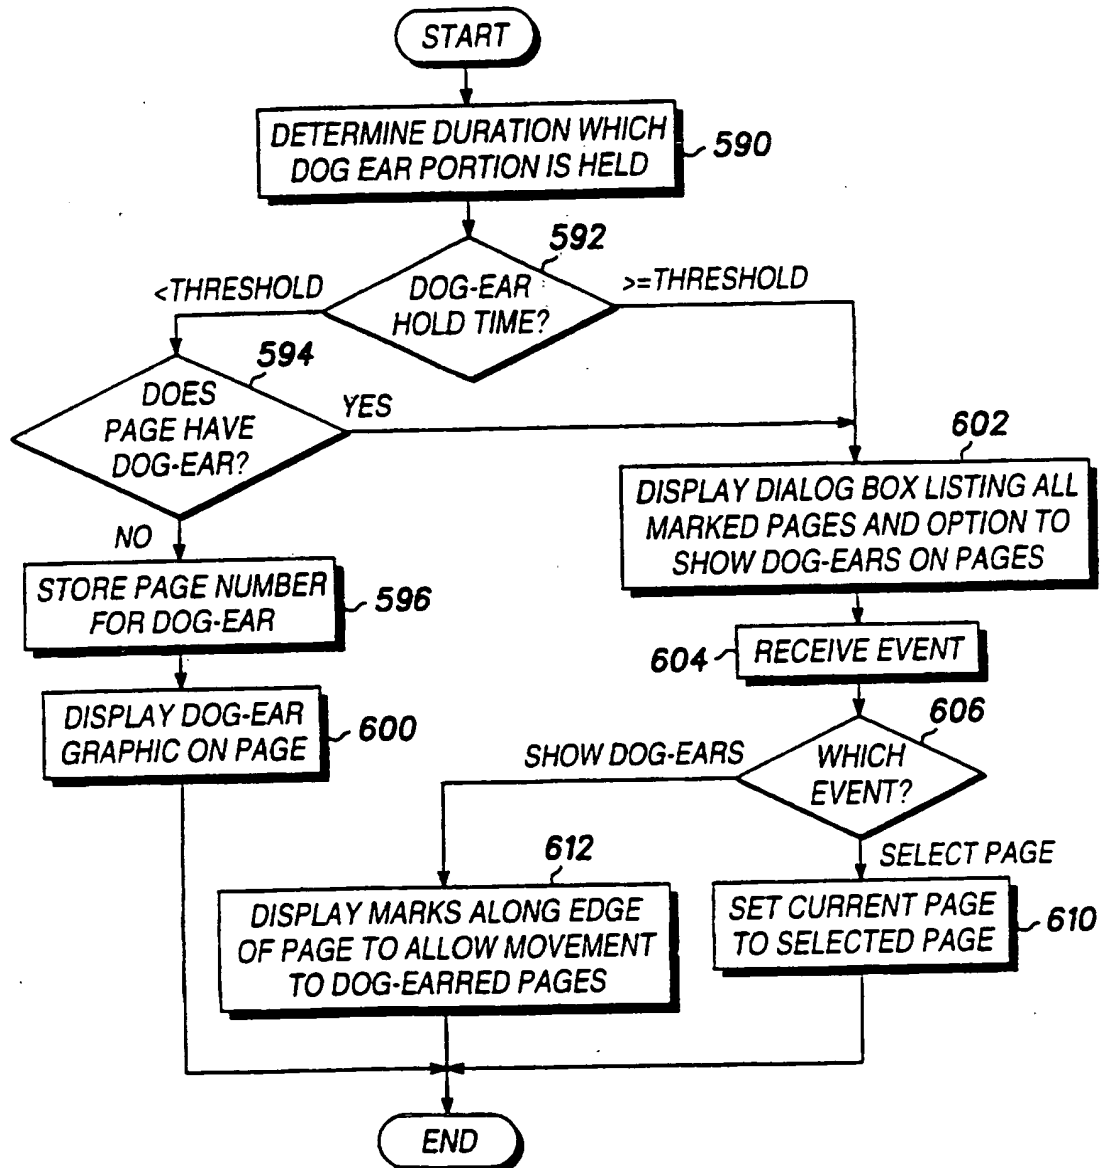 START
DETERMINE DURATION WHICH
DOG EAR PORTION IS HELD
590
592
<THRESHOLD
DOG-EAR
HOLD TIME?
>=THRESHOLD
594
DOES
PAGE HAVE
DOG-EAR?
YES
NO
602
DISPLAY DIALOG BOX LISTING ALL
MARKED PAGES AND OPTION TO
SHOW DOG-EARS ON PAGES
STORE PAGE NUMBER
FOR DOG-EAR
596
604
RECEIVE EVENT
DISPLAY DOG-EAR
GRAPHIC ON PAGE
600
606
SHOW DOG-EARS
WHICH
EVENT?
SELECT PAGE
612
DISPLAY MARKS ALONG EDGE
OF PAGE TO ALLOW MOVEMENT
TO DOG-EARRED PAGES
SET CURRENT PAGE
TO SELECTED PAGE
610
END